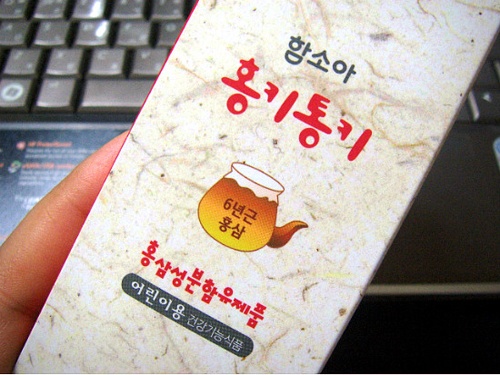 함소아
홍키통키
6년근
홍삼
홍삼성분함유제품
어린이용 건강기능식품